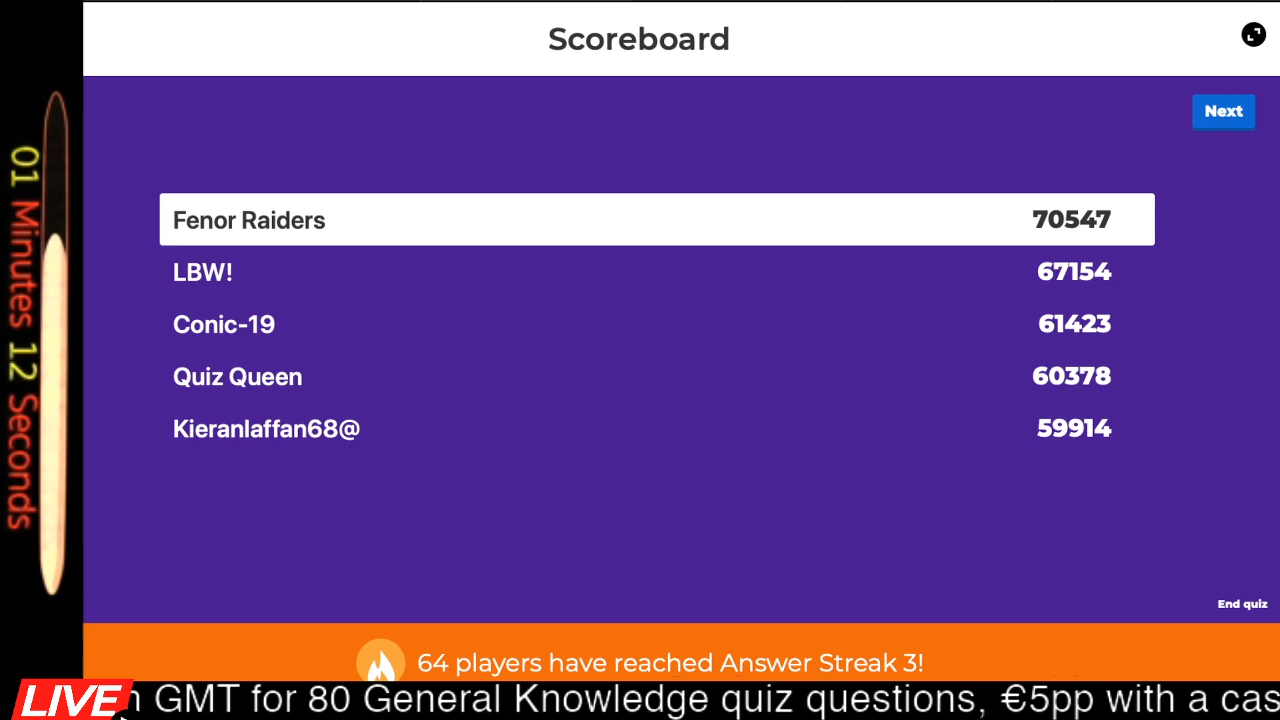 Scoreboard
Next
Fenor Raiders 70547
LBW! 67154
Conic-19 61423
Quiz Queen 60378
Kieranlaffan68@ 59914
End quiz
64 players have reached Answer Streak 3!
01 Minutes 12 Seconds
LIVE
GMT for 80 General Knowledge quiz questions, €5pp with a cas